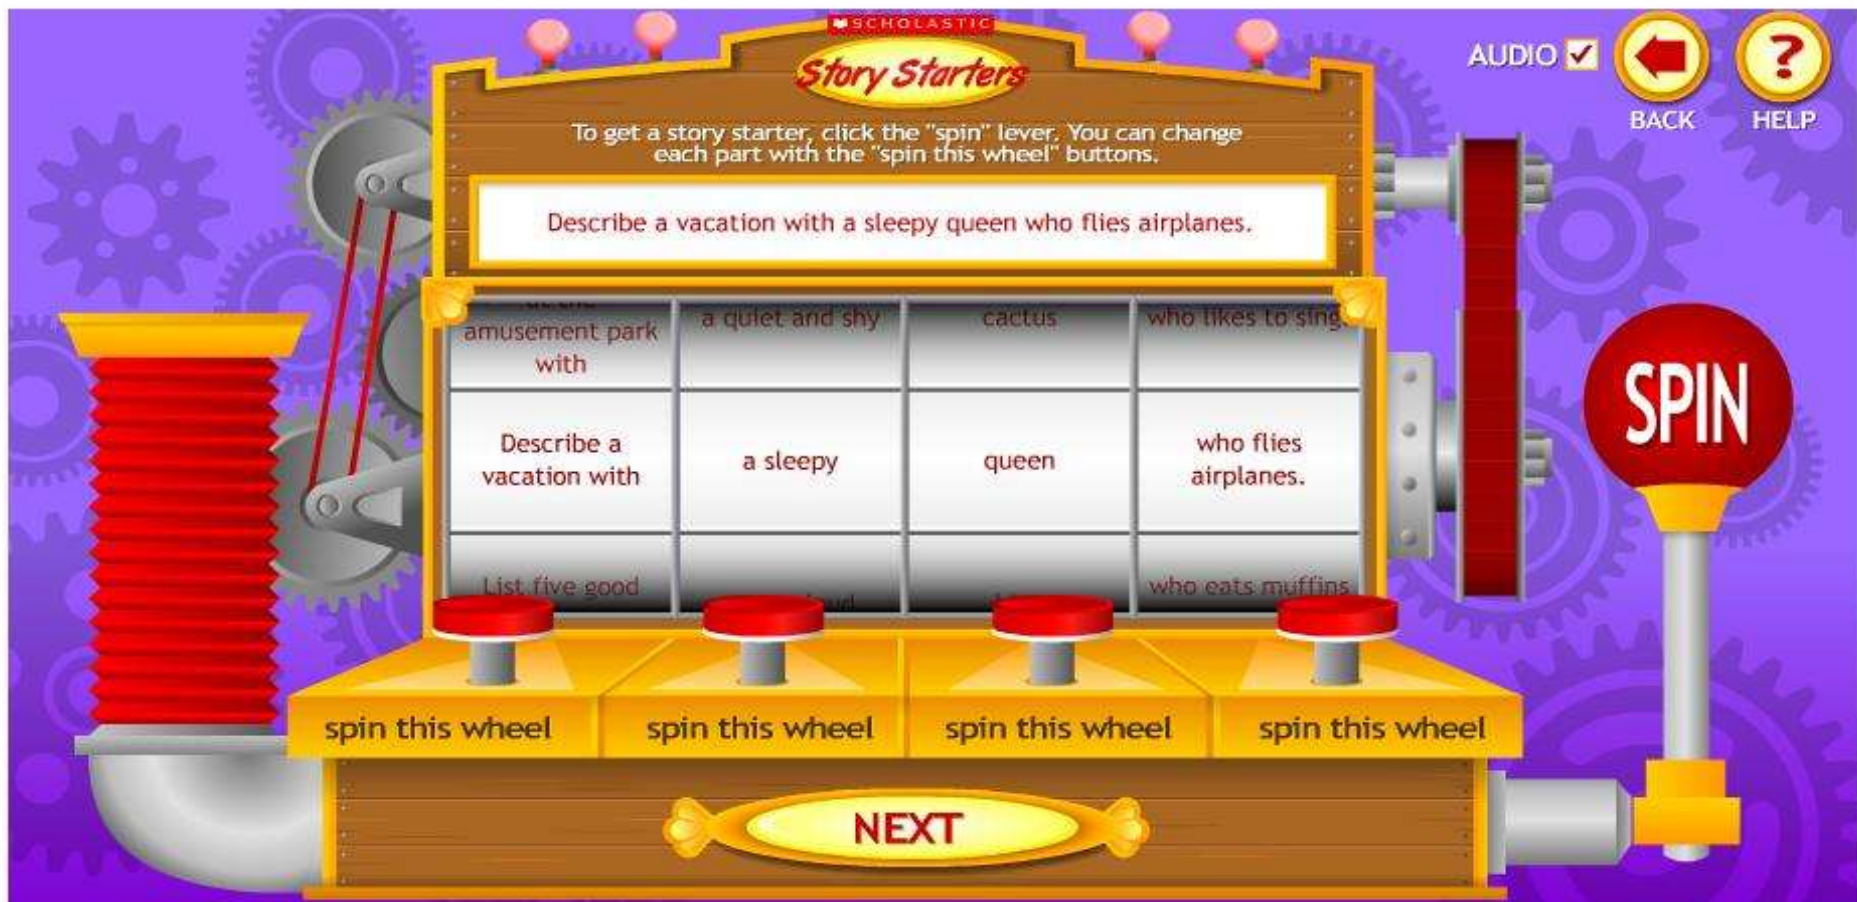 SCHOLASTIC
Story Starters
AUDIO
BACK
HELP
To get a story starter, click the "spin" lever. You can change
each part with the "spin this wheel" buttons.
Describe a vacation with a sleepy queen who flies airplanes.
at the
amusement park
with
a quiet and shy
cactus
who likes to sing.
Describe a
vacation with
a sleepy
queen
who flies
airplanes.
SPIN
List five good
who eats muffins
spin this wheel
spin this wheel
spin this wheel
spin this wheel
NEXT